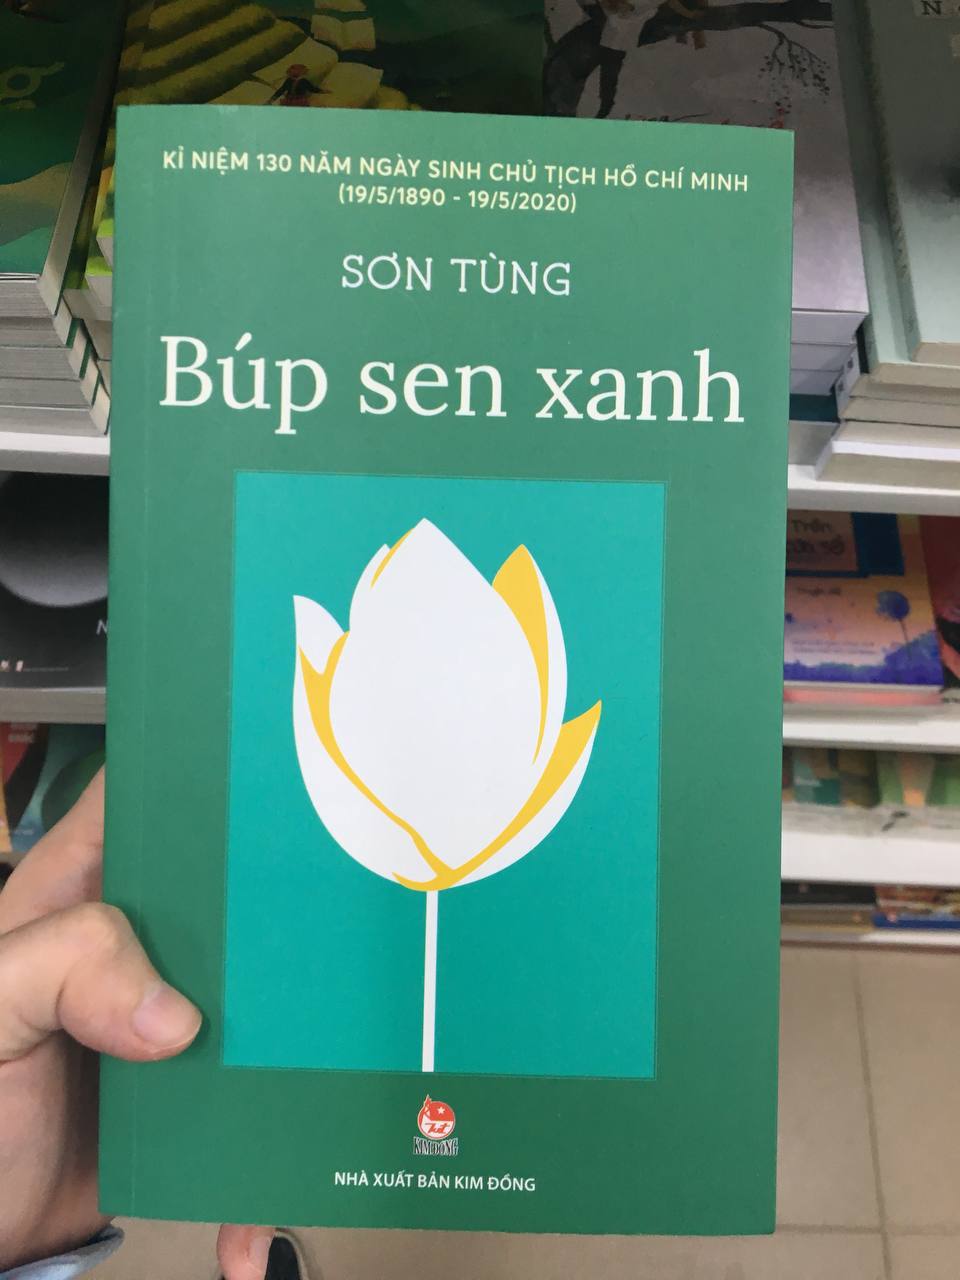 KỈ NIỆM 130 NĂM NGÀY SINH CHỦ TỊCH HỒ CHÍ MINH
(19/5/1890 - 19/5/2020)
SƠN TÙNG
Búp sen xanh
KIM ĐỒNG
NHÀ XUẤT BẢN KIM ĐỒNG
Trên